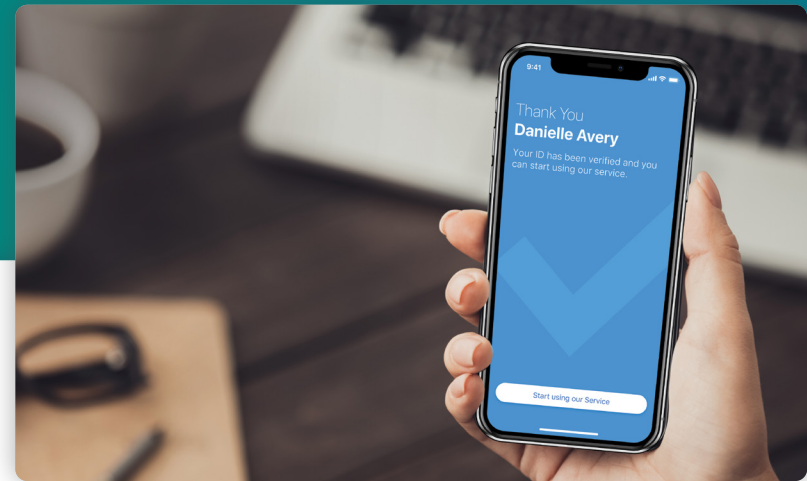 9:41
Thank You
Danielle Avery
Your ID has been verified and you
can start using our service.
Start using our Service